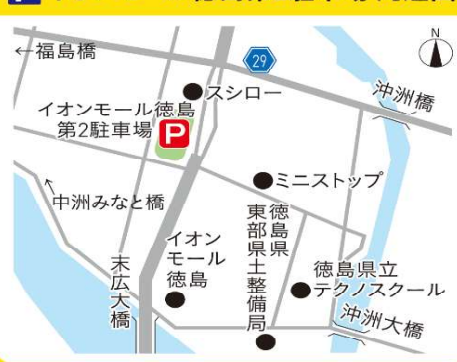 ←福島橋
29
N
スシロー
沖洲橋
イオンモール徳島
第2駐車場
P
ミニストップ
中洲みなと橋
徳島県
東部県土整備局
イオン
モール
徳島
末広大橋
徳島県立
テクノスクール
沖洲大橋